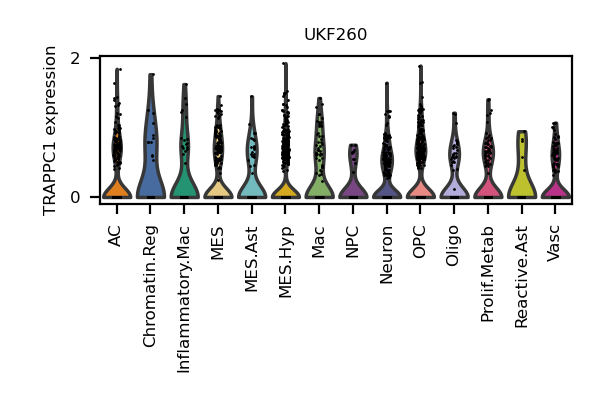 UKF260
TRAPPC1 expression
2
0
AC
Chromatin.Reg
Inflammatory.Mac
MES
MES.Ast
MES.Hyp
Mac
NPC
Neuron
OPC
Oligo
Prolif.Metab
Reactive.Ast
Vasc